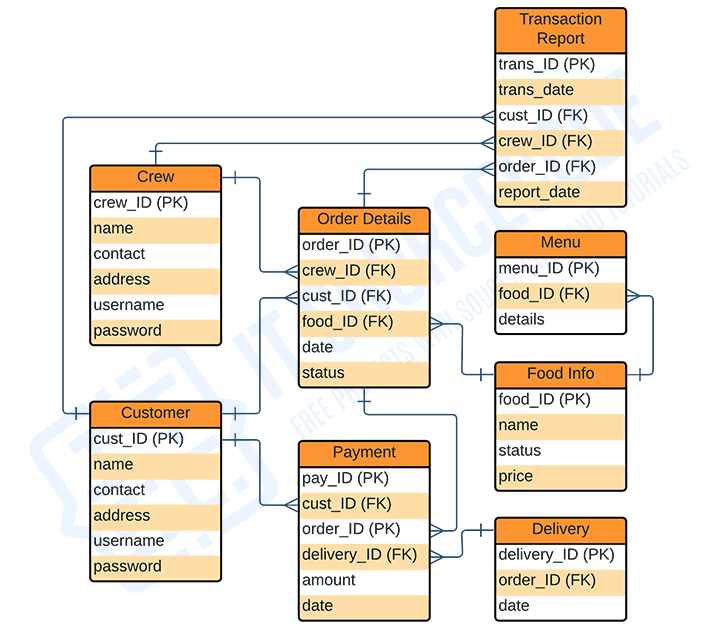 Transaction
Report
trans_ID (PK)
trans_date
cust_ID (FK)
crew_ID (FK)
order_ID (FK)
report_date
Crew
crew_ID (PK)
name
contact
address
username
password
Order Details
order_ID (PK)
crew_ID (FK)
cust_ID (FK)
food_ID (FK)
date
status
Menu
menu_ID (PK)
food_ID (FK)
details
Food Info
food_ID (PK)
name
status
price
Customer
cust_ID (PK)
name
contact
address
username
password
Payment
pay_ID (PK)
cust_ID (FK)
order_ID (PK)
delivery_ID (FK)
amount
date
Delivery
delivery_ID (PK)
order_ID (FK)
date